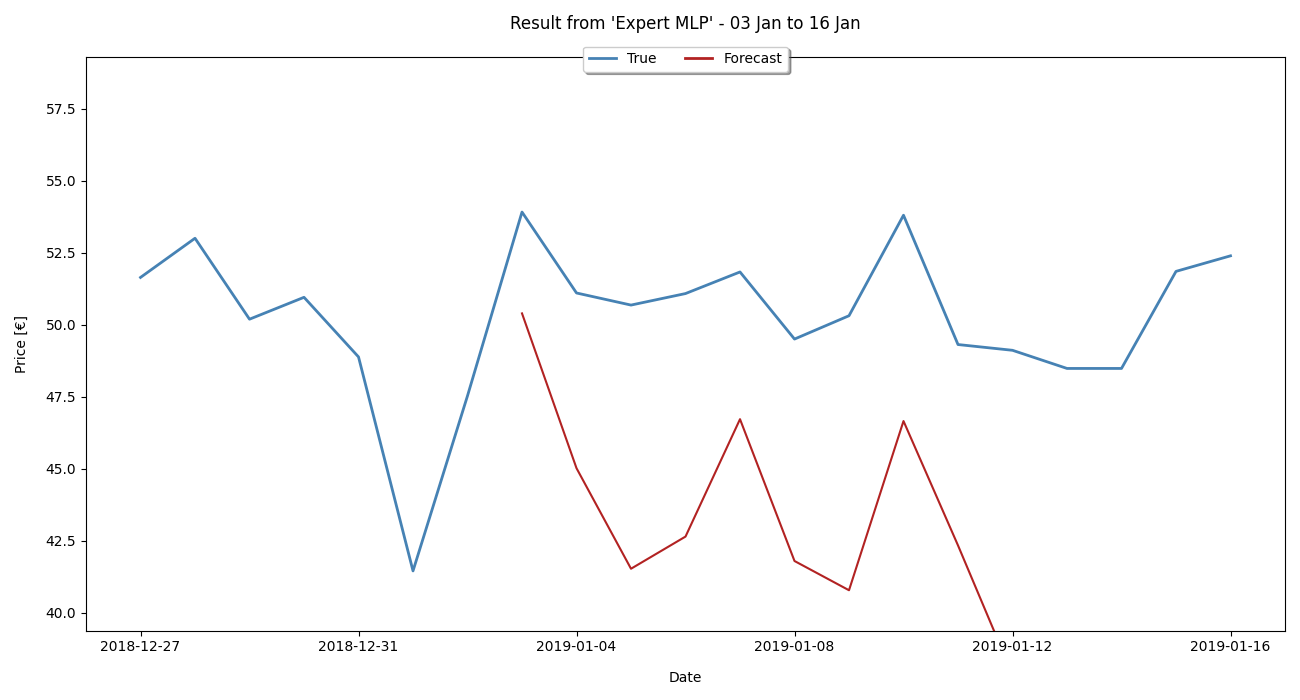 Result from 'Expert MLP' - 03 Jan to 16 Jan
True Forecast
57.5
55.0
52.5
50.0
47.5
45.0
42.5
40.0
Price [€]
2018-12-27 2018-12-31 2019-01-04 2019-01-08 2019-01-12 2019-01-16
Date